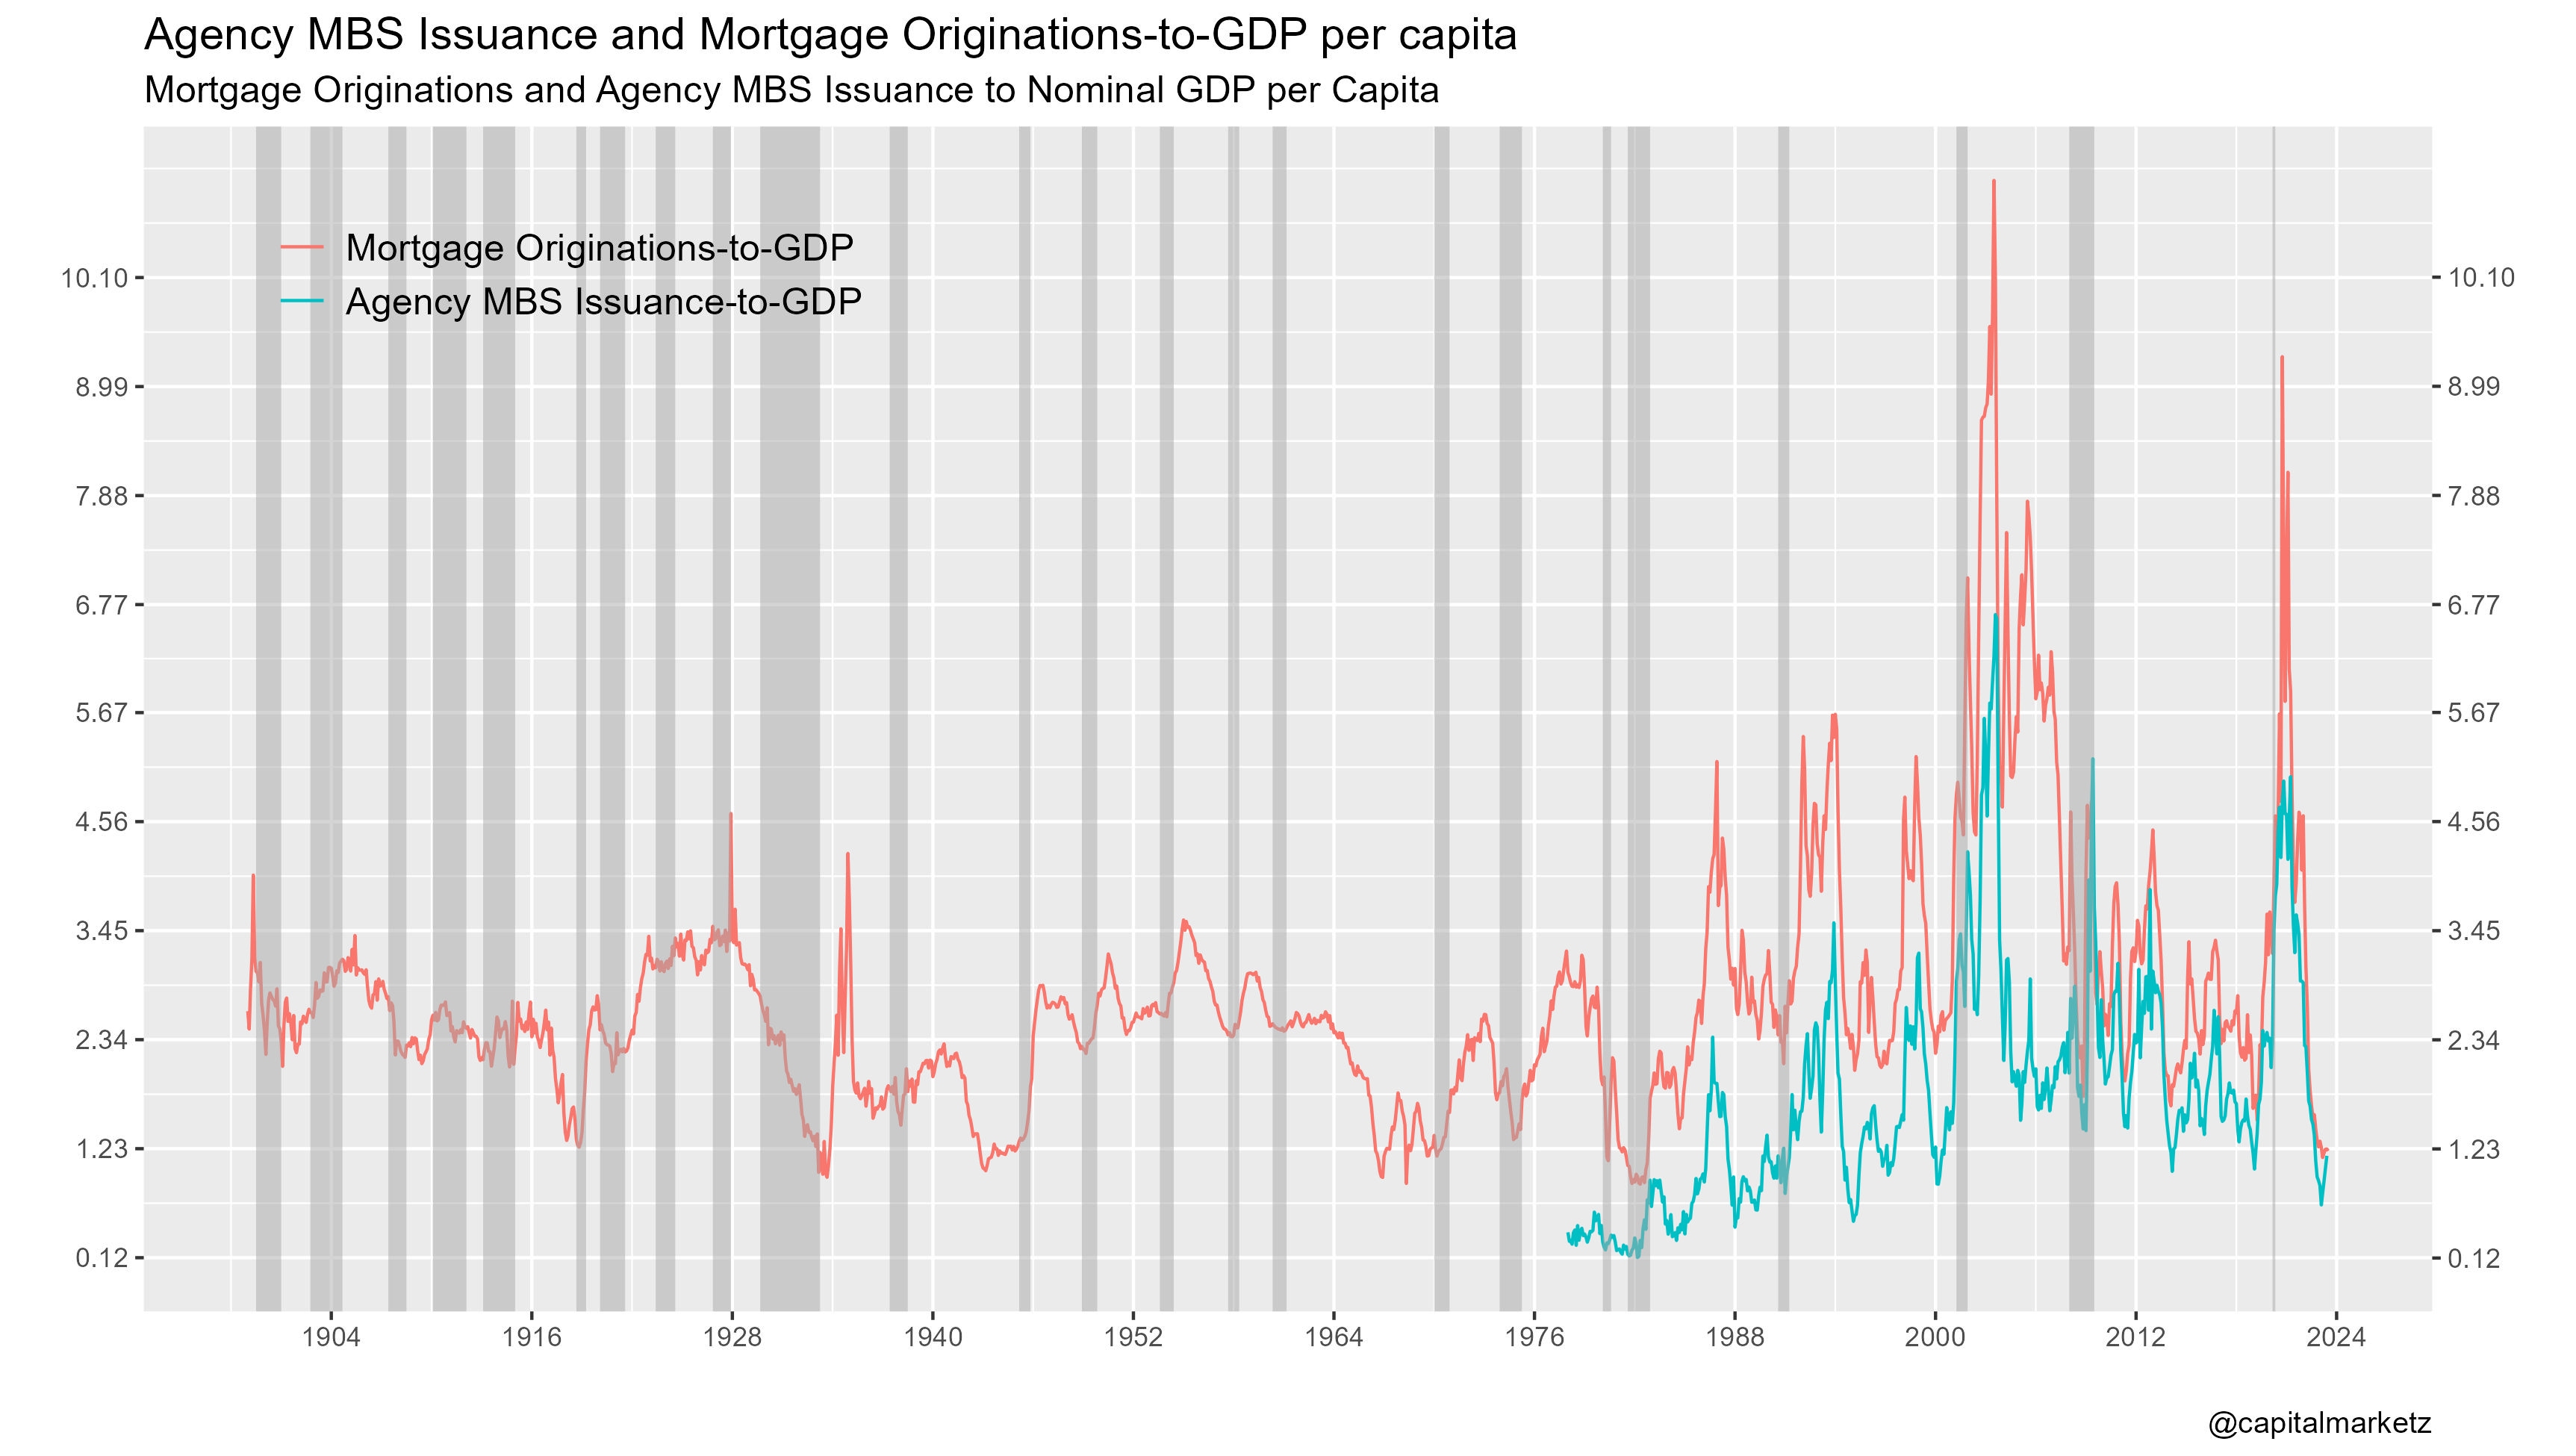 Agency MBS Issuance and Mortgage Originations-to-GDP per capita
Mortgage Originations and Agency MBS Issuance to Nominal GDP per Capita
Mortgage Originations-to-GDP
Agency MBS Issuance-to-GDP
10.10 10.10
8.99 8.99
7.88 7.88
6.77 6.77
5.67 5.67
4.56 4.56
3.45 3.45
2.34 2.34
1.23 1.23
0.12 0.12
1904 1916 1928 1940 1952 1964 1976 1988 2000 2012 2024
@capitalmarketz